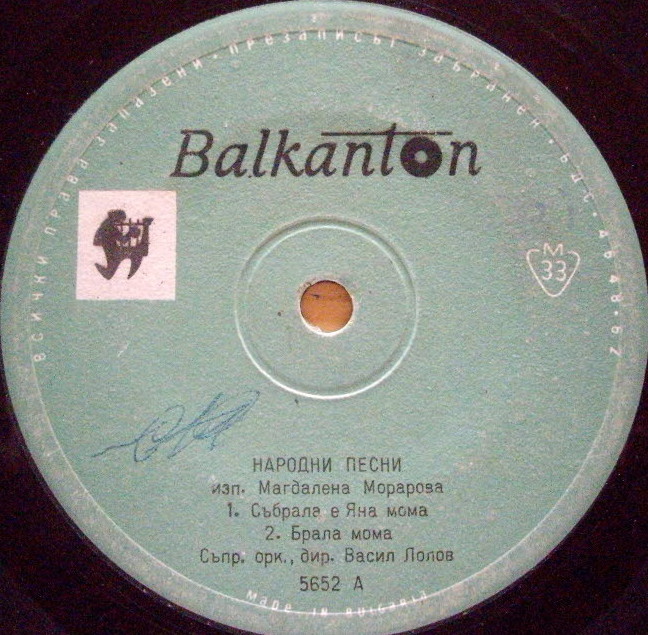 всички права запазени · презаписът забранен · БДС · 4648 · 62
Balkanton
M
33
НАРОДНИ ПЕСНИ
изп. Магдалена Морарова
1. Събрала е Яна мома
2. Брала мома
Съпр. орк., дир. Васил Лолов
5652 А
made in Bulgaria